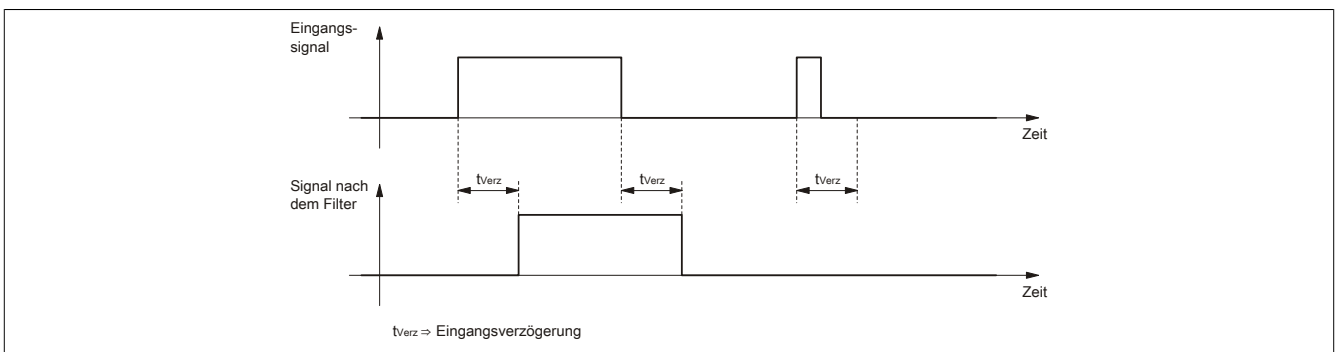 Eingangs-
signal
Zeit
tVerz
tVerz
tVerz
Signal nach
dem Filter
Zeit
tVerz ⇒ Eingangsverzögerung